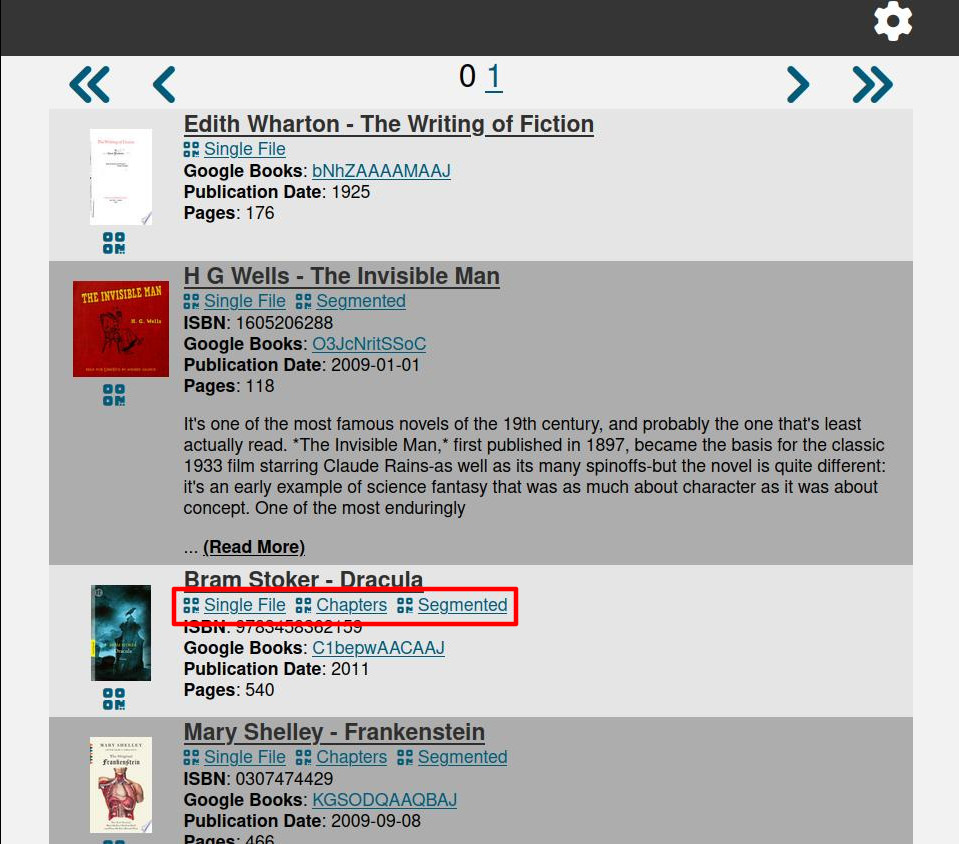 0 1
Edith Wharton - The Writing of Fiction
Single File
Google Books: bNhZAAAAMAAJ
Publication Date: 1925
Pages: 176
THE INVISIBLE MAN
H. G. Wells
H G Wells - The Invisible Man
Single File Segmented
ISBN: 1605206288
Google Books: O3JcNritSSoC
Publication Date: 2009-01-01
Pages: 118
It's one of the most famous novels of the 19th century, and probably the one that's least
actually read. *The Invisible Man,* first published in 1897, became the basis for the classic
1933 film starring Claude Rains-as well as its many spinoffs-but the novel is quite different:
it's an early example of science fantasy that was as much about character as it was about
concept. One of the most enduringly
... (Read More)
Bram Stoker - Dracula
Single File Chapters Segmented
ISBN: 9783458362159
Google Books: C1bepwAACAAJ
Publication Date: 2011
Pages: 540
Dracula
MARY SHELLEY
Frankenstein
Mary Shelley - Frankenstein
Single File Chapters Segmented
ISBN: 0307474429
Google Books: KGSODQAAQBAJ
Publication Date: 2009-09-08
Pages: 466